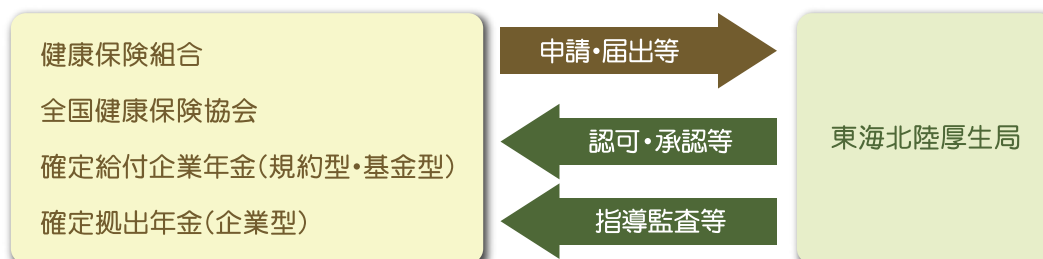 健康保険組合
全国健康保険協会
確定給付企業年金(規約型・基金型)
確定拠出年金(企業型)
申請・届出等
認可・承認等
指導監査等
東海北陸厚生局